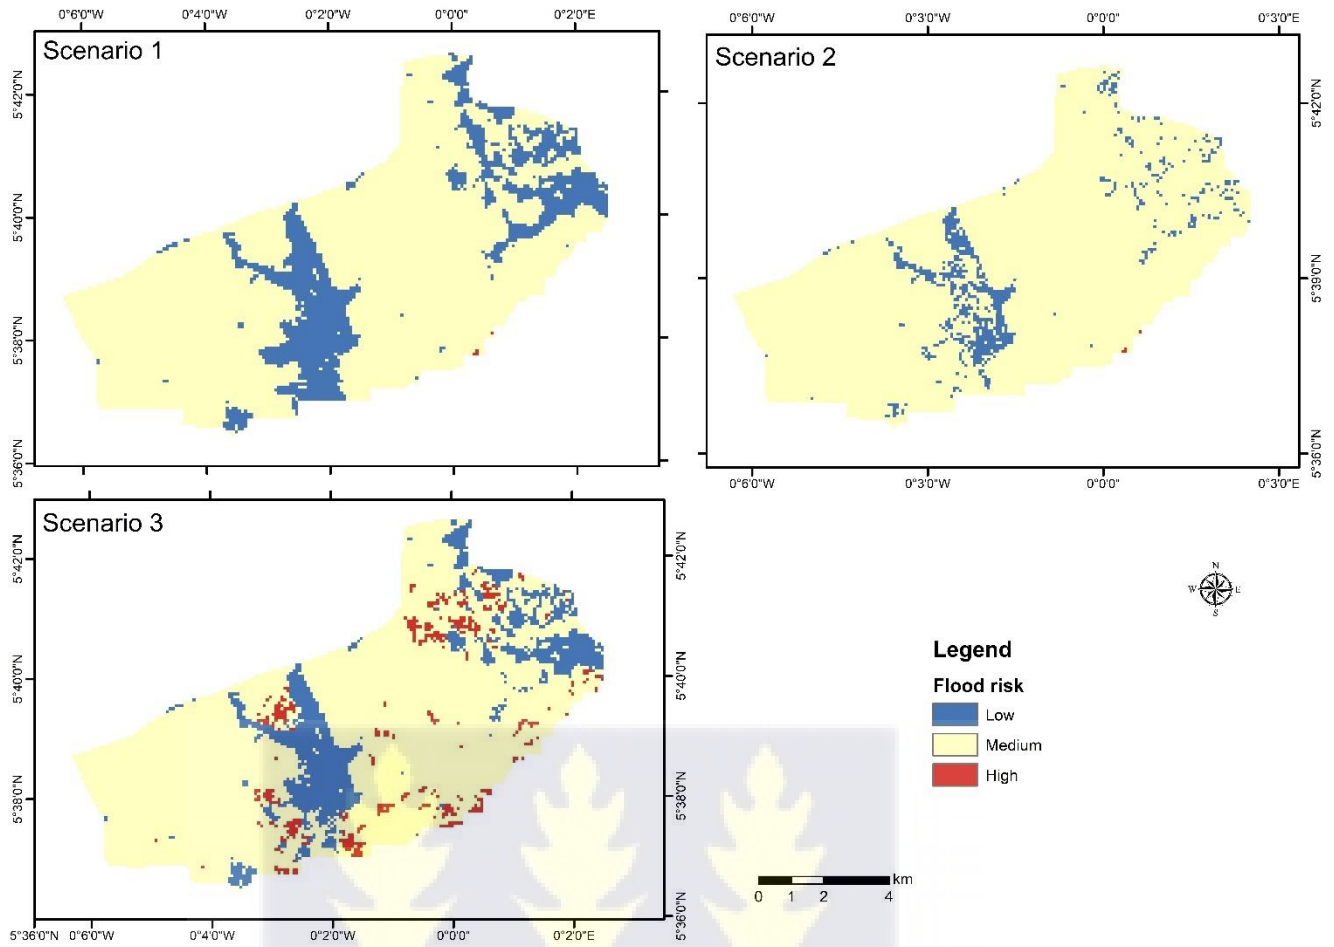 0°6'0"W 0°4'0"W 0°2'0"W 0°0'0" 0°2'0"E
Scenario 1
5°42'0"N
5°40'0"N
5°38'0"N
5°36'0"N
0°6'0"W 0°3'0"W 0°0'0" 0°3'0"E
Scenario 2
5°42'0"N
5°39'0"N
5°36'0"N
0°6'0"W 0°3'0"W 0°0'0" 0°3'0"E
Scenario 3
5°42'0"N 5°42'0"N
5°40'0"N 5°40'0"N
5°38'0"N 5°38'0"N
5°36'0"N 5°36'0"N
0°6'0"W 0°4'0"W 0°2'0"W 0°0'0" 0°2'0"E
N
W E
S
Legend
Flood risk
Low
Medium
High
km
0 1 2 4